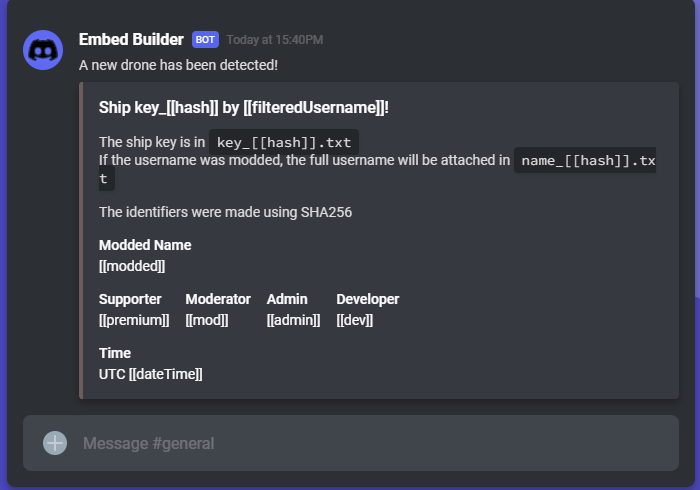 Embed Builder BOT Today at 15:40PM
A new drone has been detected!
Ship key_[[hash]] by [[filteredUsername]]!
The ship key is in key_[[hash]].txt
If the username was modded, the full username will be attached in name_[[hash]].tx
t
The identifiers were made using SHA256
Modded Name
[[modded]]
Supporter Moderator Admin Developer
[[premium]] [[mod]] [[admin]] [[dev]]
Time
UTC [[dateTime]]
Message #general